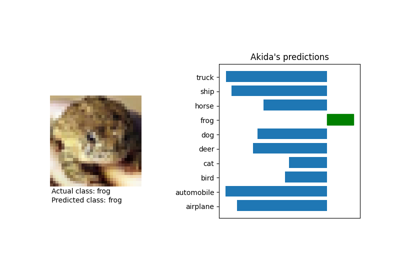 Akida's predictions
truck
ship
horse
frog
dog
deer
cat
bird
automobile
airplane
Actual class: frog
Predicted class: frog